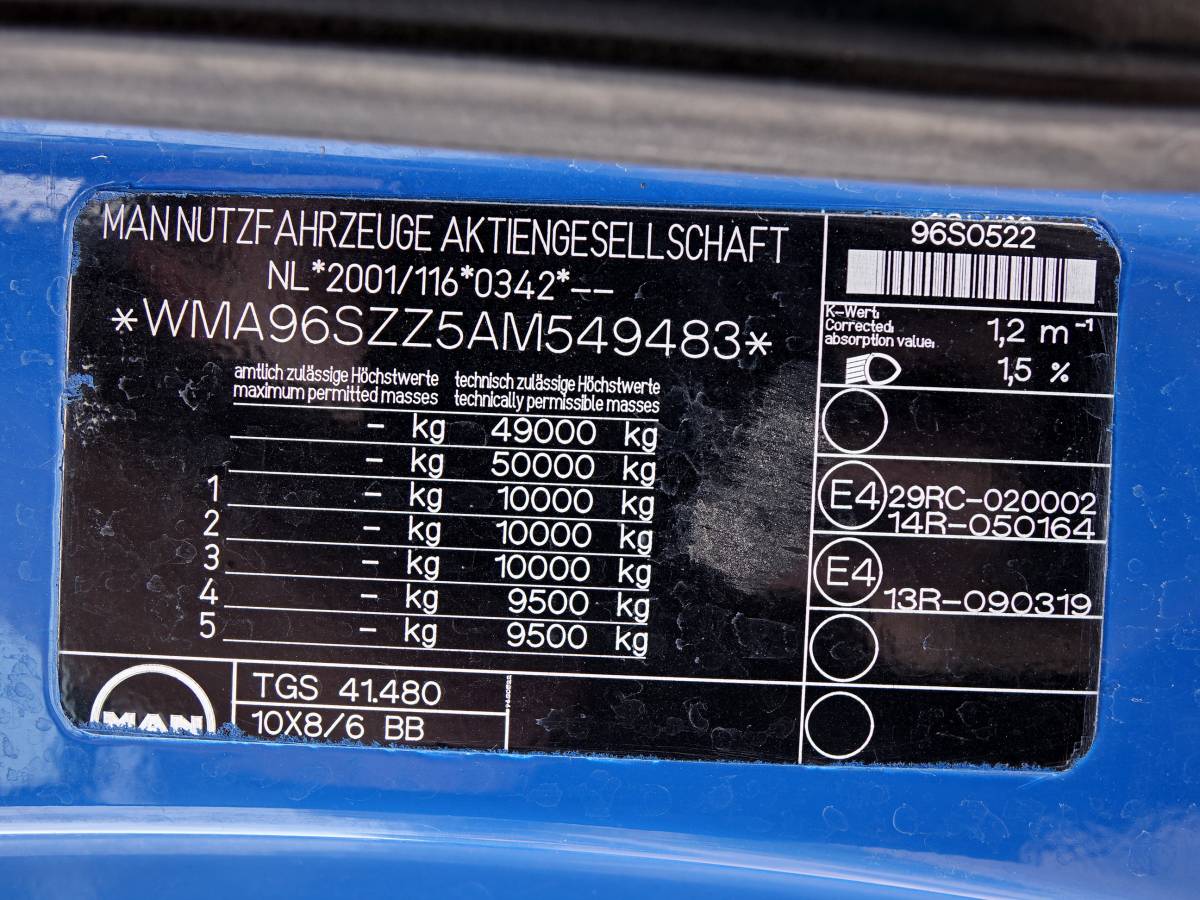 MAN NUTZFAHRZEUGE AKTIENGESELLSCHAFT
NL*2001/116*0342*--
*WMA96SZZ5AM549483*
amtlich zulässige Höchstwerte technisch zulässige Höchstwerte
maximum permitted masses technically permissible masses
- kg 49000 kg
- kg 50000 kg
1 - kg 10000 kg
2 - kg 10000 kg
3 - kg 10000 kg
4 - kg 9500 kg
5 - kg 9500 kg
MAN
TGS 41.480
10X8/6 BB
96S0522
K-Wert:
Corrected
absorption value: 1,2 m⁻¹
1,5 %
E4 29RC-020002
14R-050164
E4 13R-090319